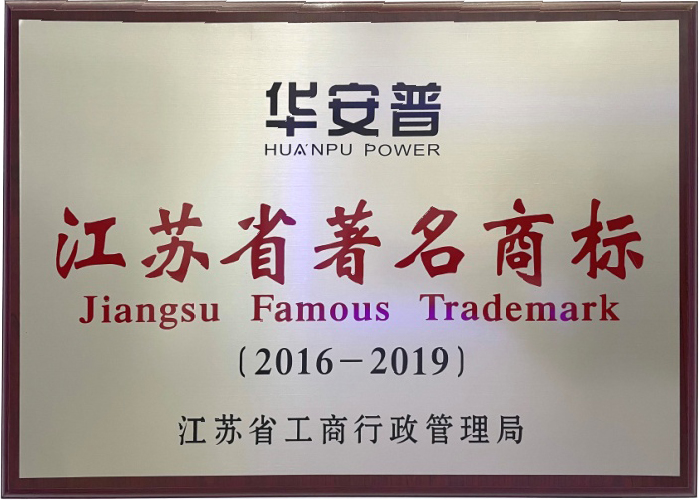 华安普
HUA'NPU POWER
江苏省著名商标
Jiangsu Famous Trademark
(2016-2019)
江苏省工商行政管理局